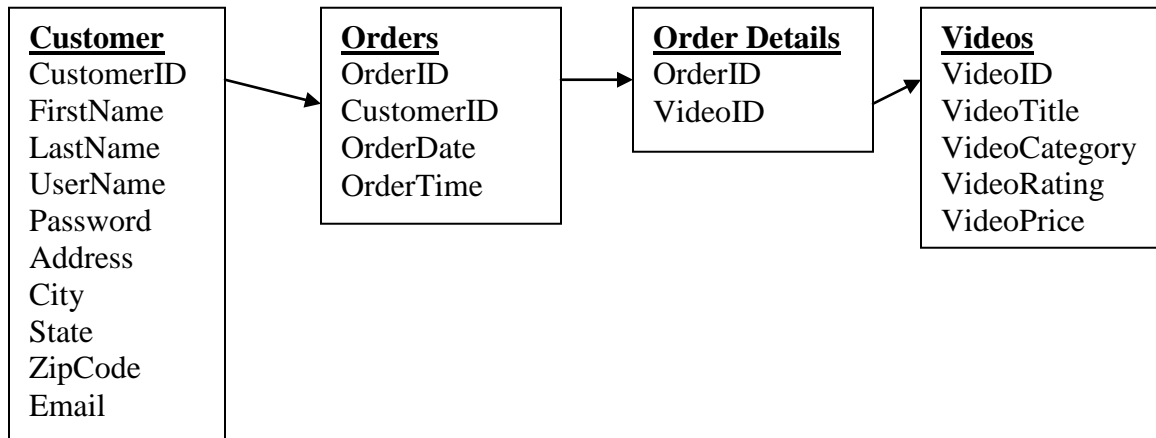 Customer
CustomerID
FirstName
LastName
UserName
Password
Address
City
State
ZipCode
Email
Orders
OrderID
CustomerID
OrderDate
OrderTime
Order Details
OrderID
VideoID
Videos
VideoID
VideoTitle
VideoCategory
VideoRating
VideoPrice